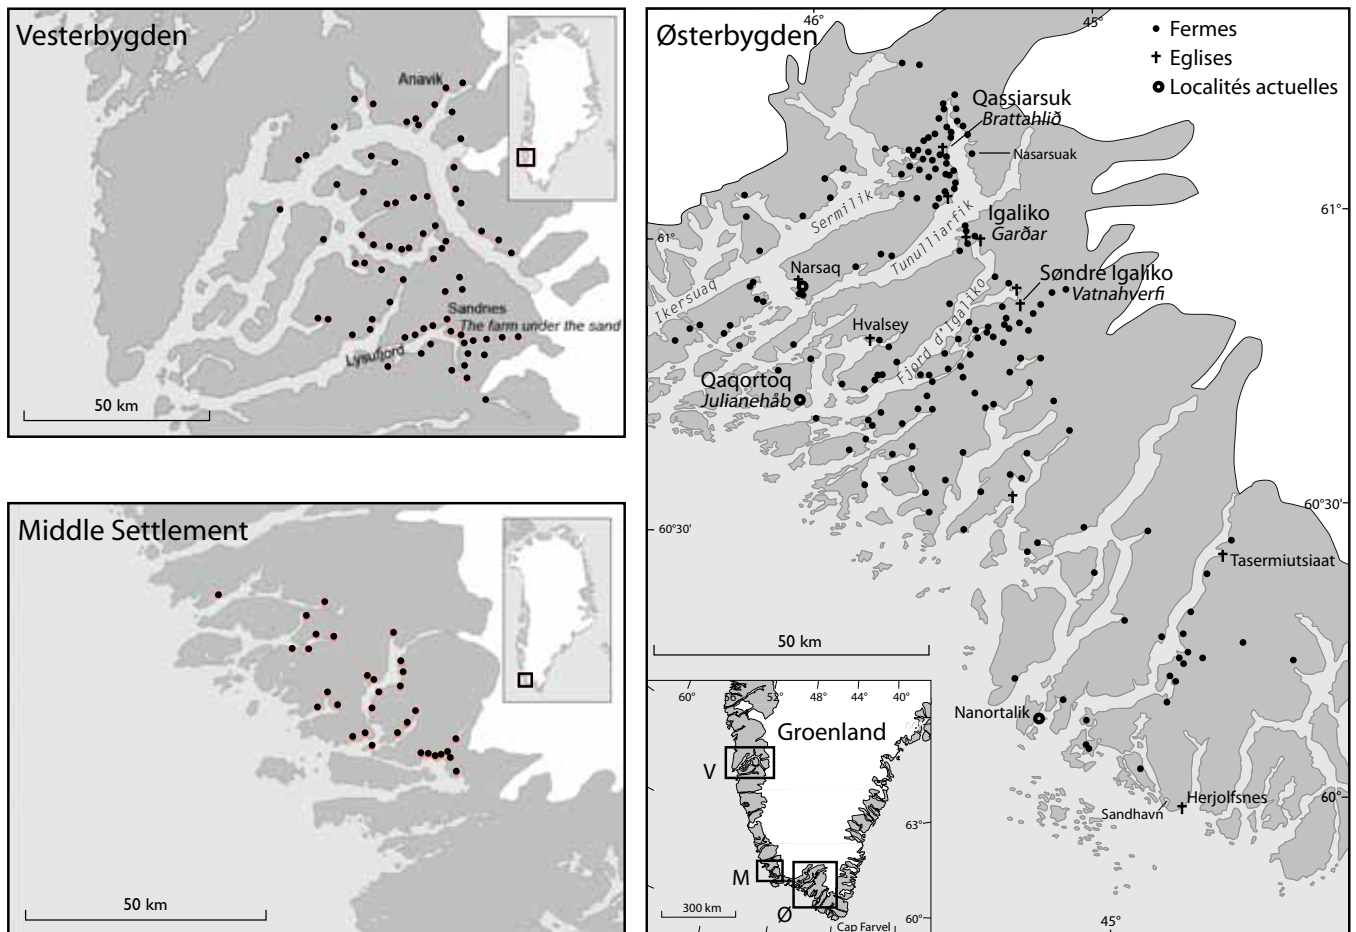 Vesterbygden
Anavik
Sandnes
The farm under the sand
Lysufjord
50 km
Middle Settlement
50 km
Østerbygden
46°
45°
Fermes
Eglises
Localités actuelles
Qassiarsuk
Brattahlið
Nasarsuak
61°
Sermilik
Igaliko
Garðar
61°
Tunulliarfik
Narsaq
Søndre Igaliko
Vatnahverfi
Ikersuaq
Hvalsey
Fjord d'Igaliko
Qaqortoq
Julianehåb
60°30'
60°30'
Tasermiutsiaat
50 km
60°
56
52
48°
44°
40°
Nanortalik
Groenland
V
Herjolfsnes
60°
Sandhavn
63°
M
300 km
Ø
60°
Cap Farvel
45°